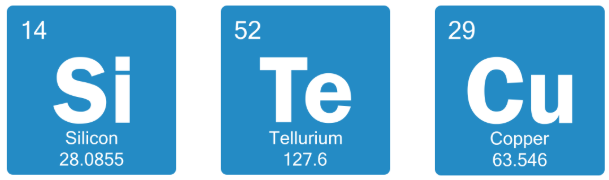 14
Si
Silicon
28.0855
52
Te
Tellurium
127.6
29
Cu
Copper
63.546